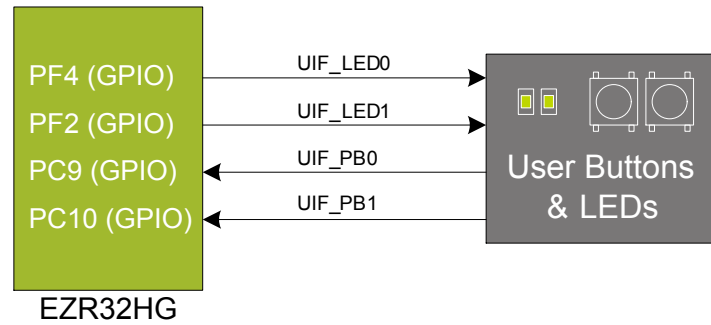 PF4 (GPIO)
UIF_LED0
PF2 (GPIO)
UIF_LED1
PC9 (GPIO)
UIF_PB0
PC10 (GPIO)
UIF_PB1
User Buttons
& LEDs
EZR32HG